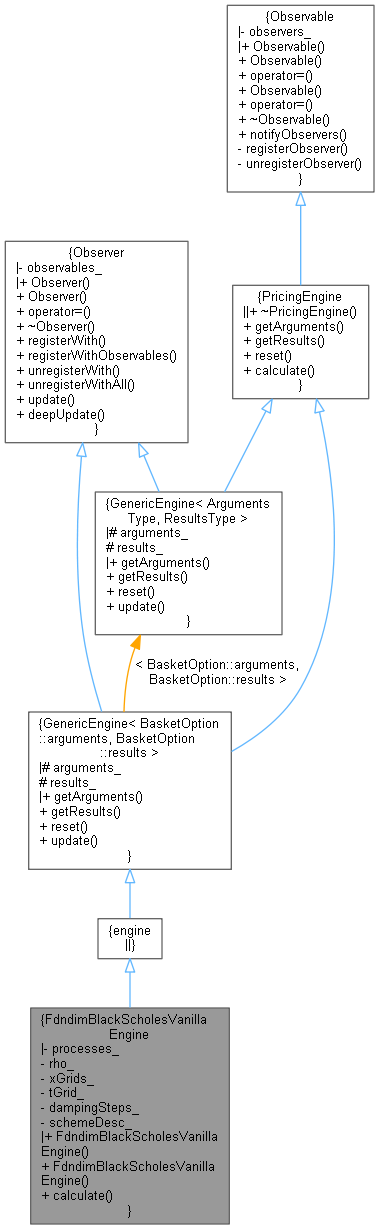 {Observable
|- observers_
|+ Observable()
+ Observable()
+ operator=()
+ Observable()
+ operator=()
+ ~Observable()
+ notifyObservers()
- registerObserver()
- unregisterObserver()
}
{Observer
|- observables_
|+ Observer()
+ Observer()
+ operator=()
+ ~Observer()
+ registerWith()
+ registerWithObservables()
+ unregisterWith()
+ unregisterWithAll()
+ update()
+ deepUpdate()
}
{PricingEngine
||+ ~PricingEngine()
+ getArguments()
+ getResults()
+ reset()
+ calculate()
}
{GenericEngine< Arguments
Type, ResultsType >
|# arguments_
# results_
|+ getArguments()
+ getResults()
+ reset()
+ update()
}
< BasketOption::arguments,
BasketOption::results >
{GenericEngine< BasketOption
::arguments, BasketOption
::results >
|# arguments_
# results_
|+ getArguments()
+ getResults()
+ reset()
+ update()
}
{engine
||}
{FdndimBlackScholesVanilla
Engine
|- processes_
- rho_
- xGrids_
- tGrid_
- dampingSteps_
- schemeDesc_
|+ FdndimBlackScholesVanilla
Engine()
+ FdndimBlackScholesVanilla
Engine()
+ calculate()
}